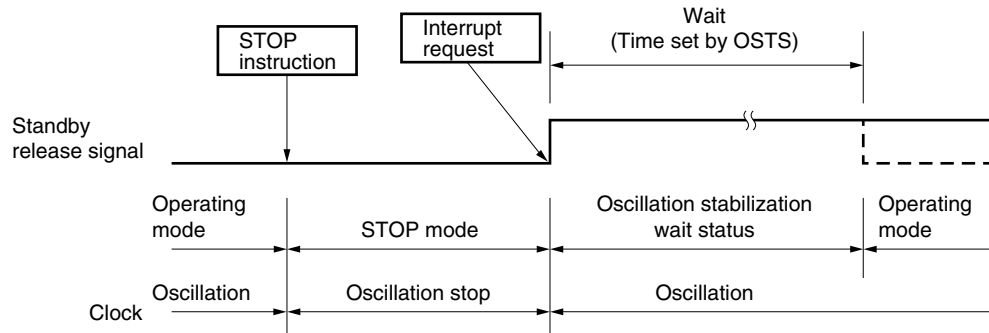 Wait
(Time set by OSTS)
STOP
instruction
Interrupt
request
Standby
release signal
Operating
mode
STOP mode
Oscillation stabilization
wait status
Operating
mode
Clock
Oscillation
Oscillation stop
Oscillation